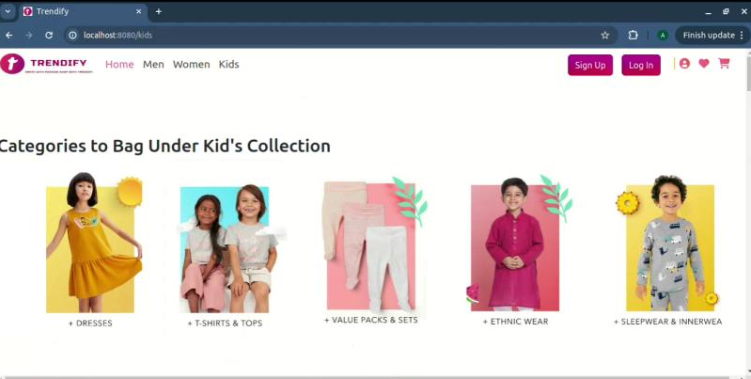 Trendify
localhost:8080/kids
Finish update
A
TRENDIFY
Home Men Women Kids
Sign Up
Log In
Categories to Bag Under Kid's Collection
+ DRESSES
+ T-SHIRTS & TOPS
+ VALUE PACKS & SETS
+ ETHNIC WEAR
+ SLEEPWEAR & INNERWEA